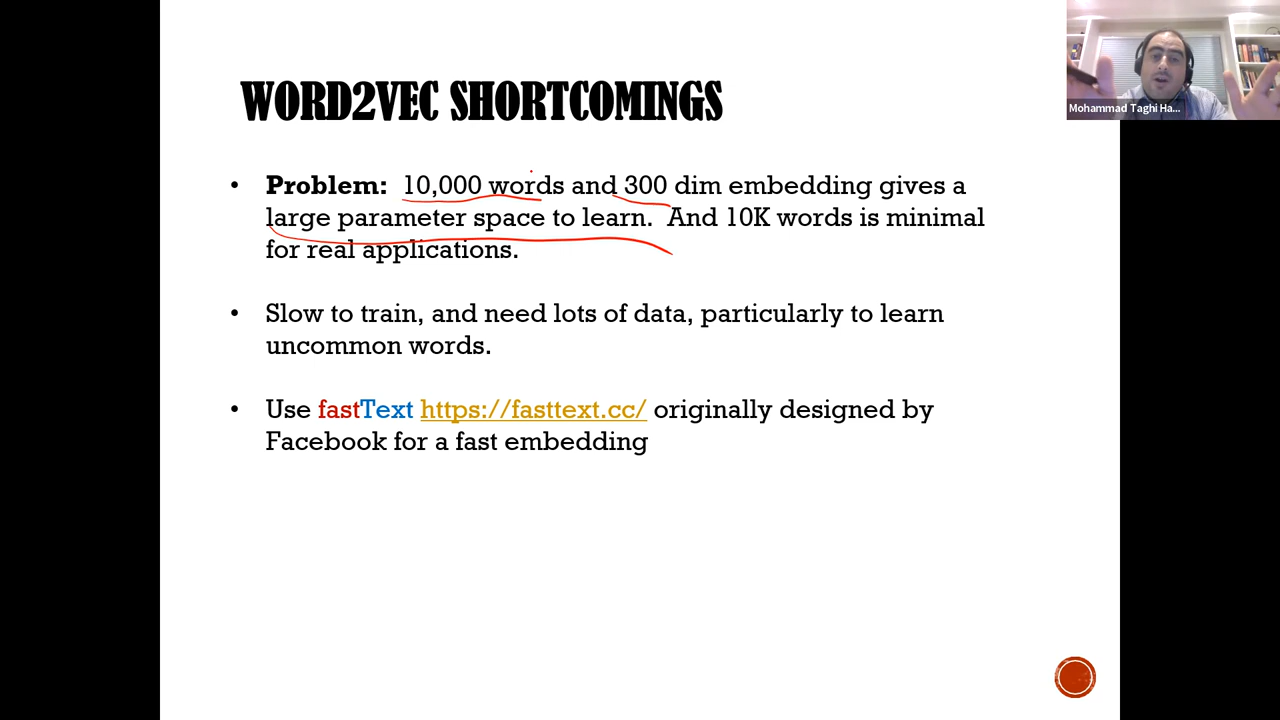 WORD2VEC SHORTCOMINGS
Mohammad Taghi Ha...
• Problem: 10,000 words and 300 dim embedding gives a
large parameter space to learn. And 10K words is minimal
for real applications.
• Slow to train, and need lots of data, particularly to learn
uncommon words.
• Use fastText https://fasttext.cc/ originally designed by
Facebook for a fast embedding